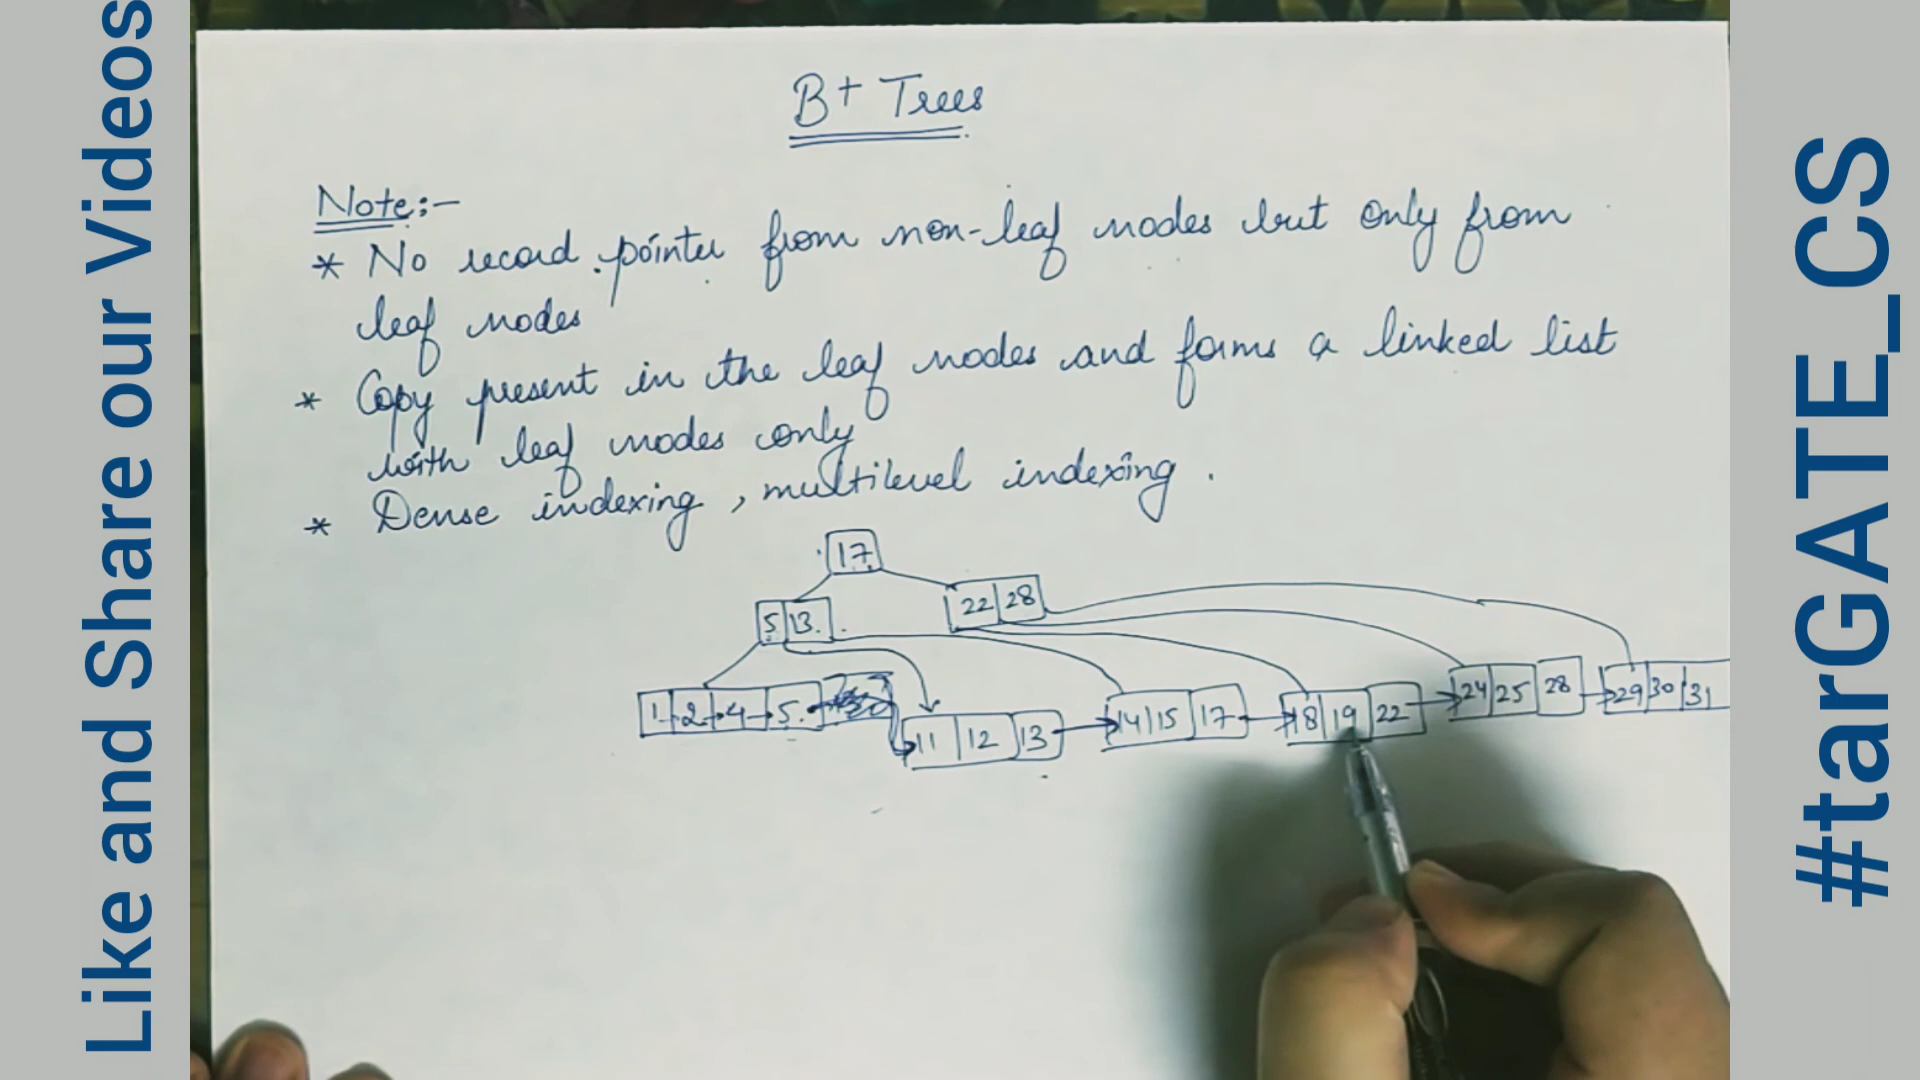 Like and Share our Videos
B+ Trees
Note:-
* No record pointer from non-leaf nodes but only from
leaf nodes
* Copy present in the leaf nodes and forms a linked list
with leaf nodes only
* Dense indexing, multilevel indexing.
17
5 13
22 28
1 2 4 5
11 12 13
14 15 17
18 19 22
24 25 28
29 30 31
#tarGATE_CS